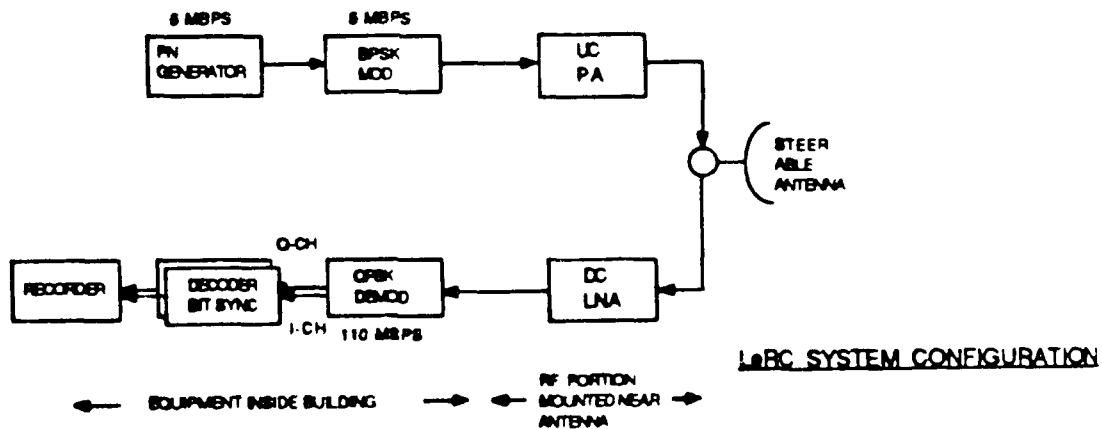 6 MBPS
PN
GENERATOR
6 MBPS
BPSK
MOD
UC
PA
STEER
ABLE
ANTENNA
RECORDER
Q-CH
DECODER
BIT SYNC
I-CH
QPSK
DEMOD
110 MSPS
DC
LNA
LeRC SYSTEM CONFIGURATION
EQUIPMENT INSIDE BUILDING
RF PORTION
MOUNTED NEAR
ANTENNA